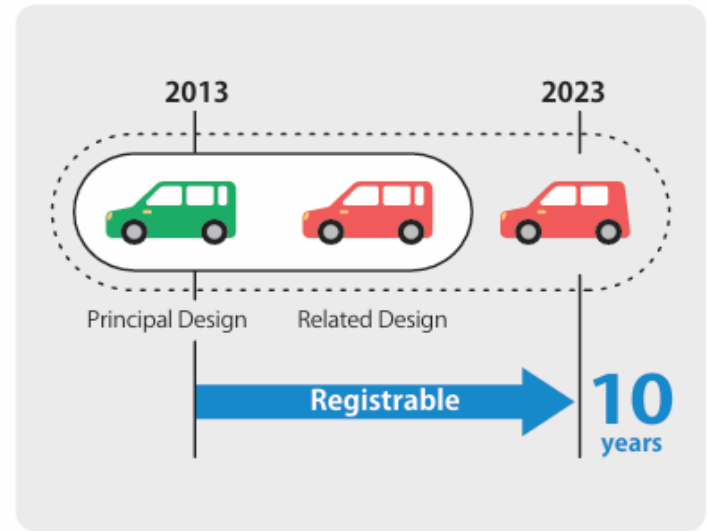 2013
2023
Principal Design
Related Design
Registrable
10
years